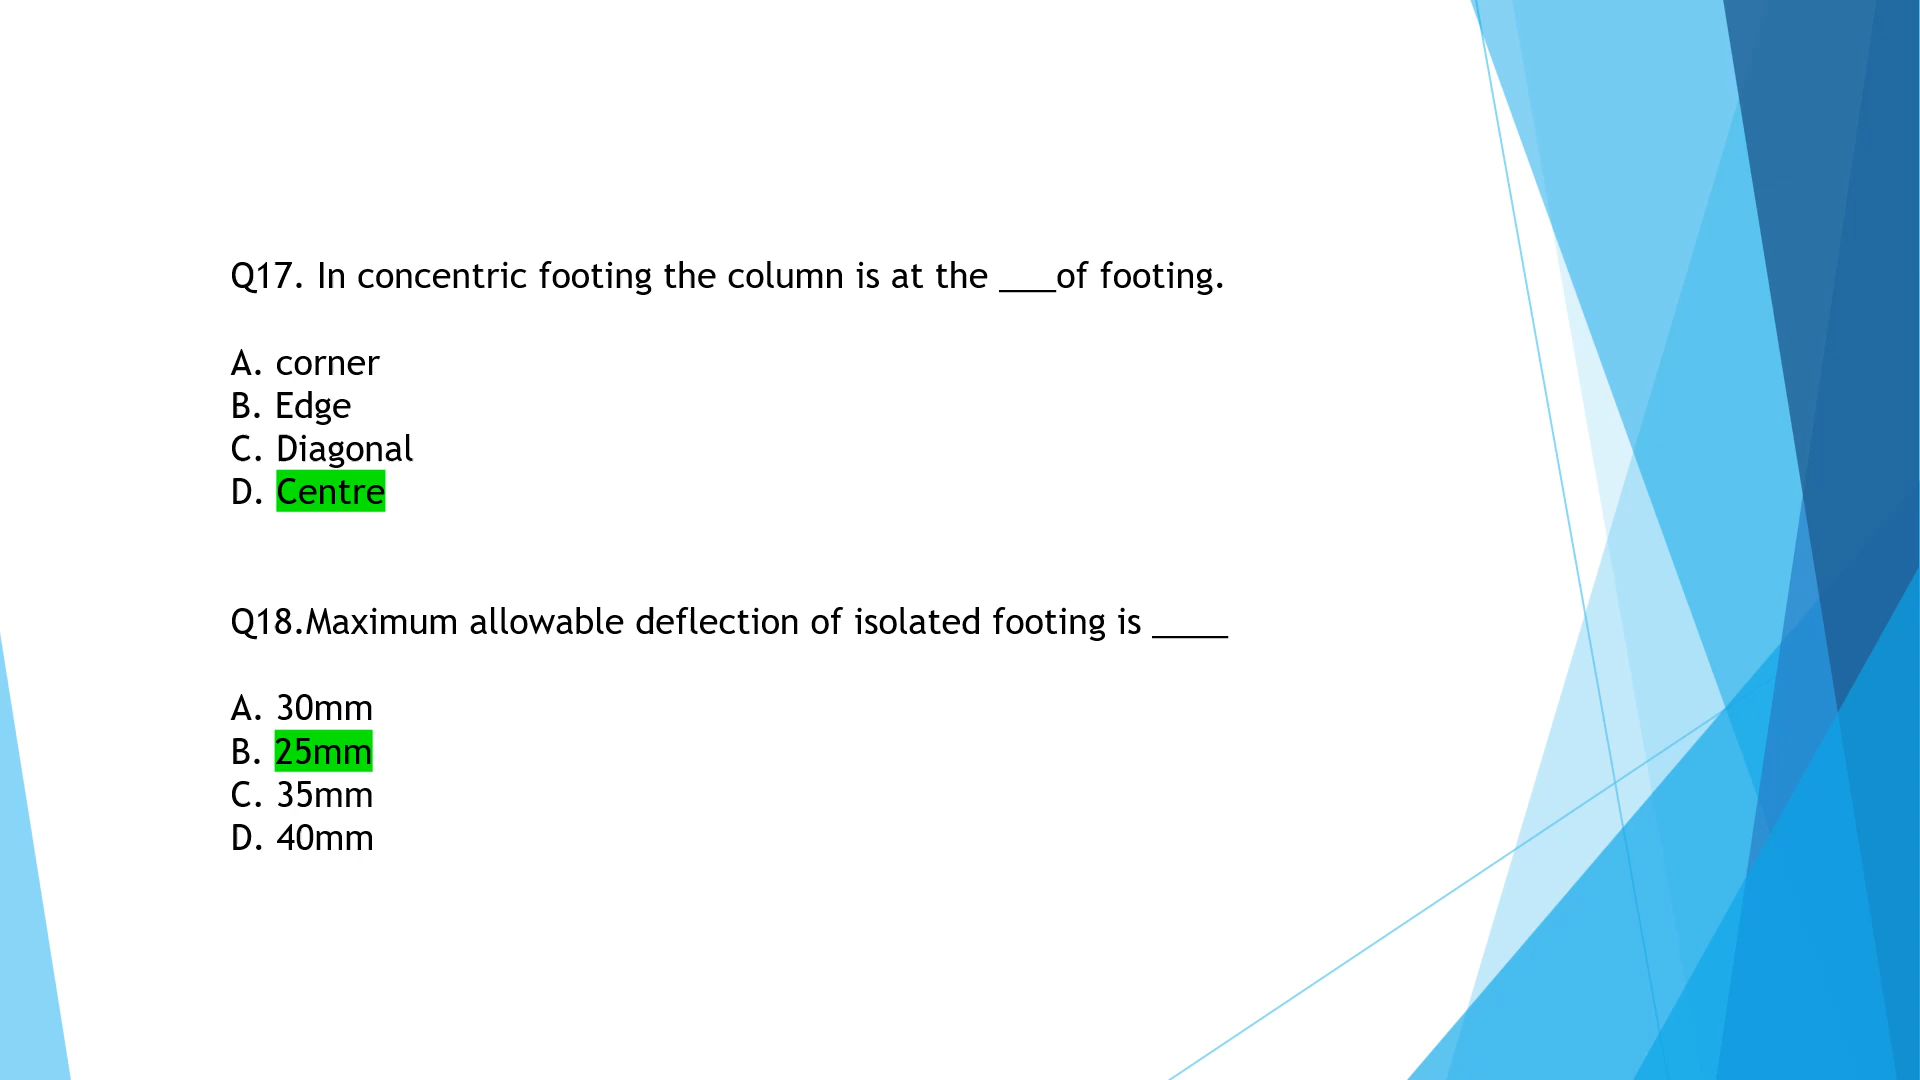 Q17. In concentric footing the column is at the ___of footing.
A. corner
B. Edge
C. Diagonal
D. Centre
Q18.Maximum allowable deflection of isolated footing is ____
A. 30mm
B. 25mm
C. 35mm
D. 40mm